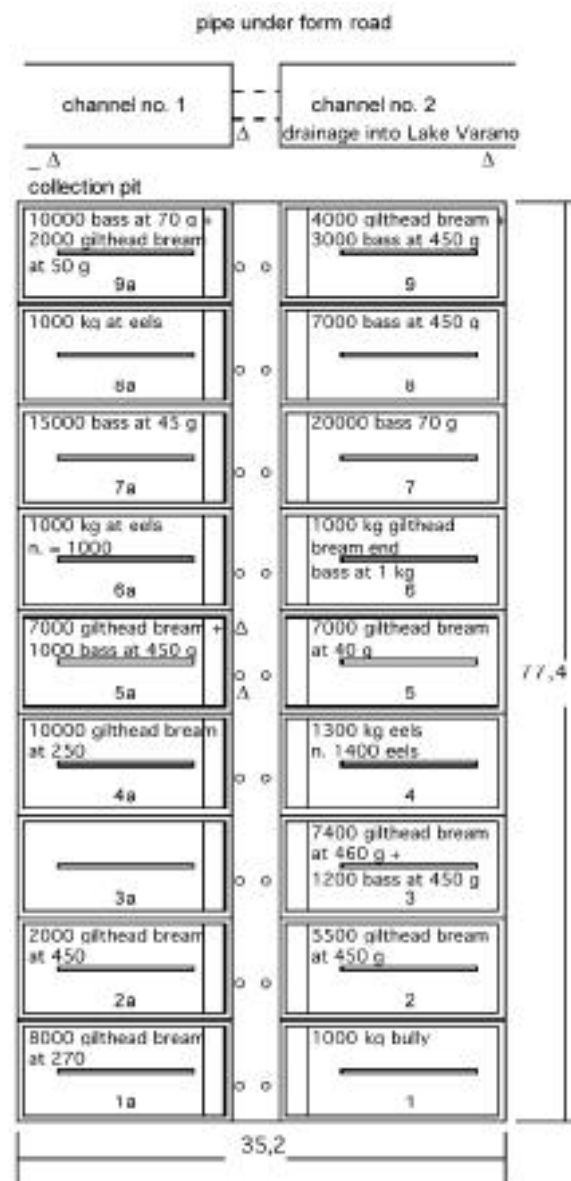 pipe under form road
channel no. 1
channel no. 2
Δ
drainage into Lake Varano
_ Δ
Δ
collection pit
10000 bass at 70 g +
2000 gilthead bream
at 50 g
9a
4000 gilthead bream +
3000 bass at 450 g
9
1000 kg at eels
8a
7000 bass at 450 g
8
15000 bass at 45 g
7a
20000 bass 70 g
7
1000 kg at eels
n. = 1000
6a
1000 kg gilthead
bream end
bass at 1 kg
6
7000 gilthead bream + Δ
1000 bass at 450 g
5a
Δ
7000 gilthead bream
at 40 g
5
77,4
10000 gilthead bream
at 250
4a
1300 kg eels
n. 1400 eels
4
3a
7400 gilthead bream
at 460 g +
1200 bass at 450 g
3
2000 gilthead bream
at 450
2a
5500 gilthead bream
at 450 g
2
8000 gilthead bream
at 270
1a
1000 kg bully
1
35,2